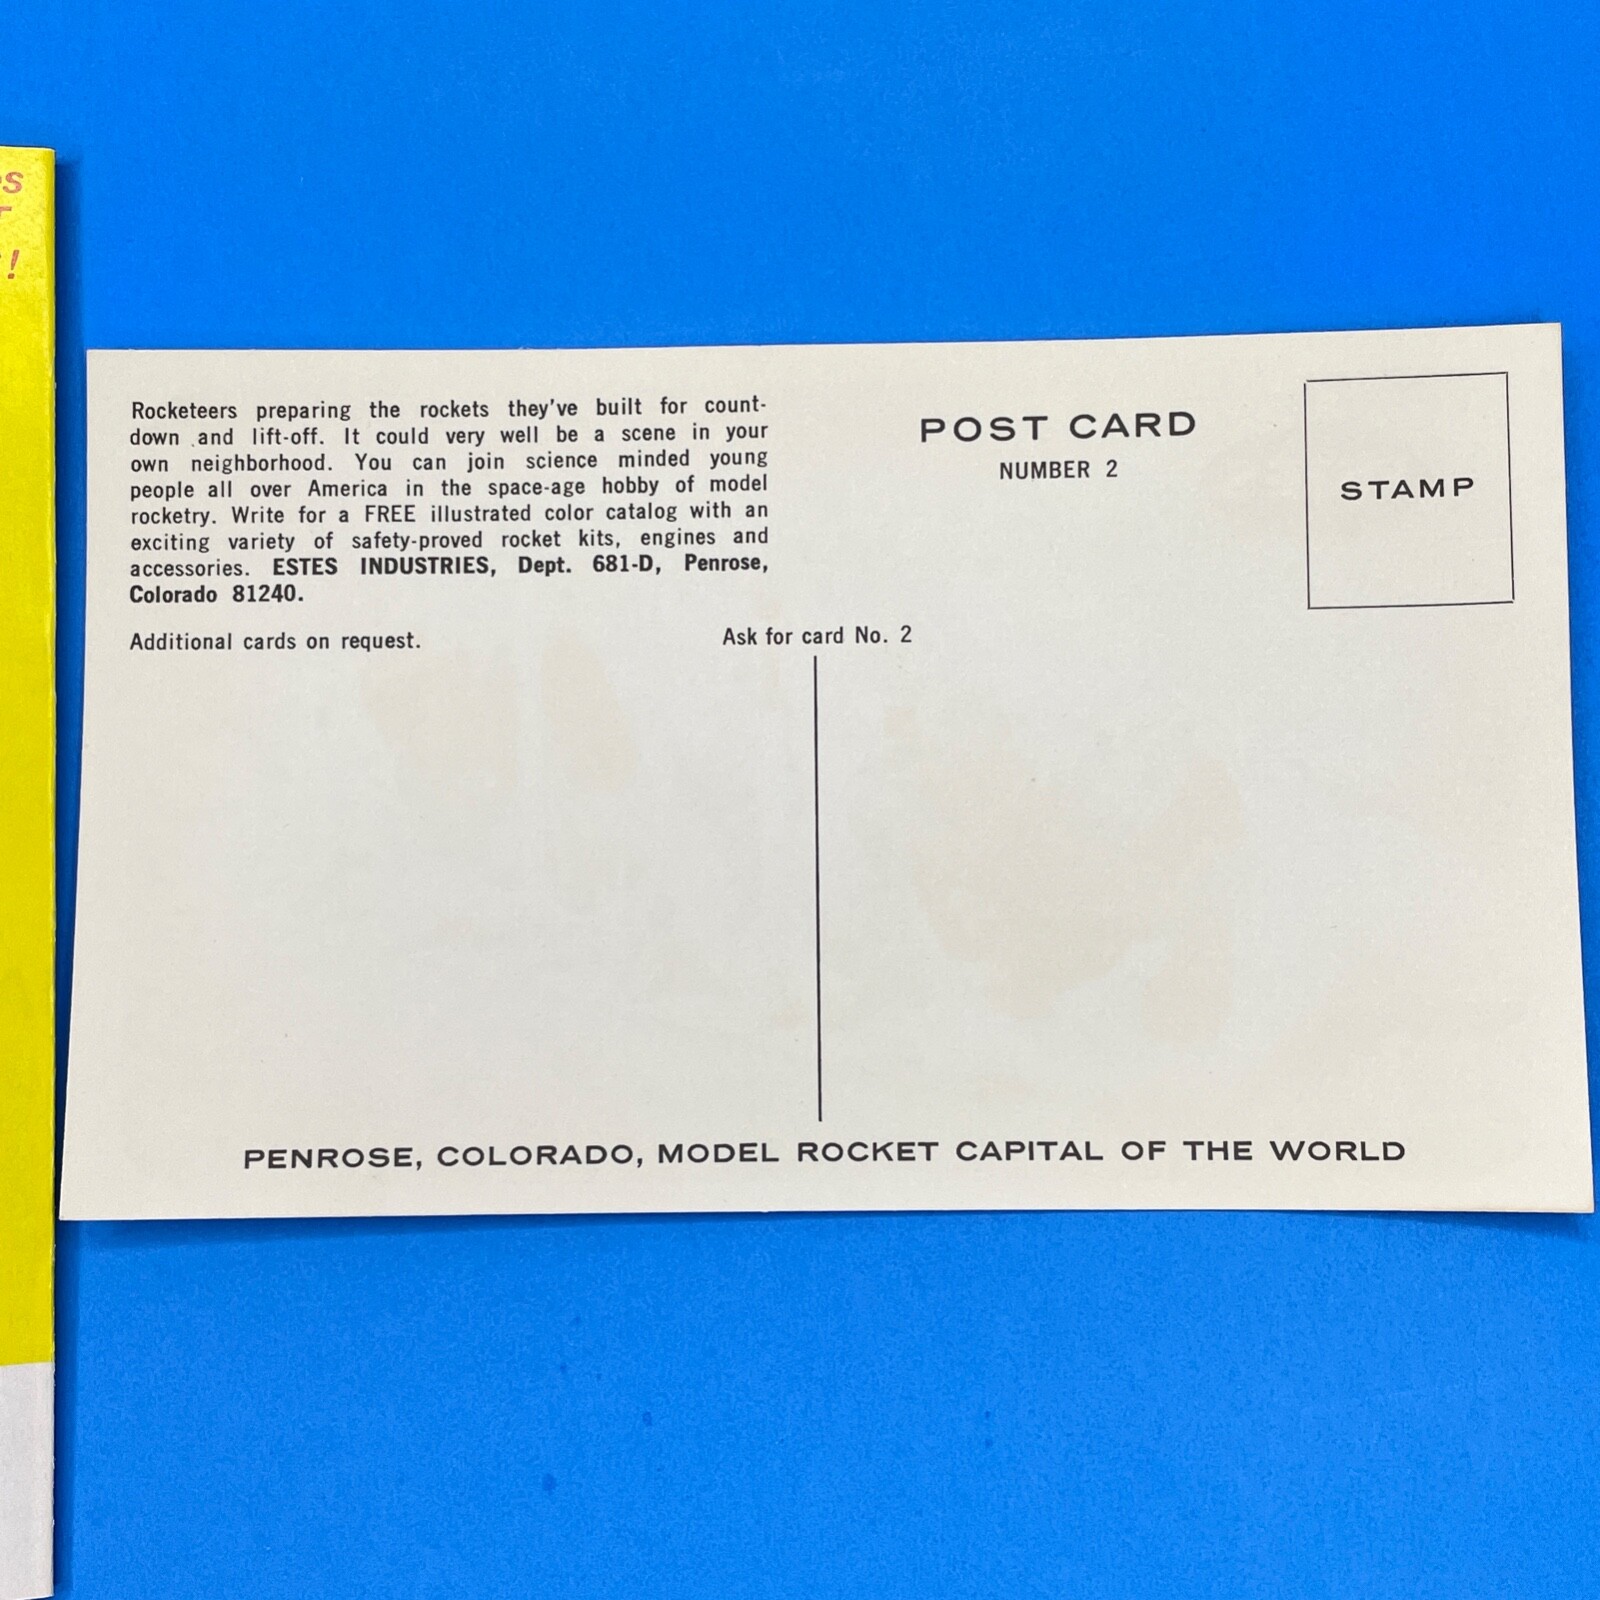 Rocketeers preparing the rockets they've built for count-
down and lift-off. It could very well be a scene in your
own neighborhood. You can join science minded young
people all over America in the space-age hobby of model
rocketry. Write for a FREE illustrated color catalog with an
exciting variety of safety-proved rocket kits, engines and
accessories. ESTES INDUSTRIES, Dept. 681-D, Penrose,
Colorado 81240.
Additional cards on request.
Ask for card No. 2
POST CARD
NUMBER 2
STAMP
PENROSE, COLORADO, MODEL ROCKET CAPITAL OF THE WORLD